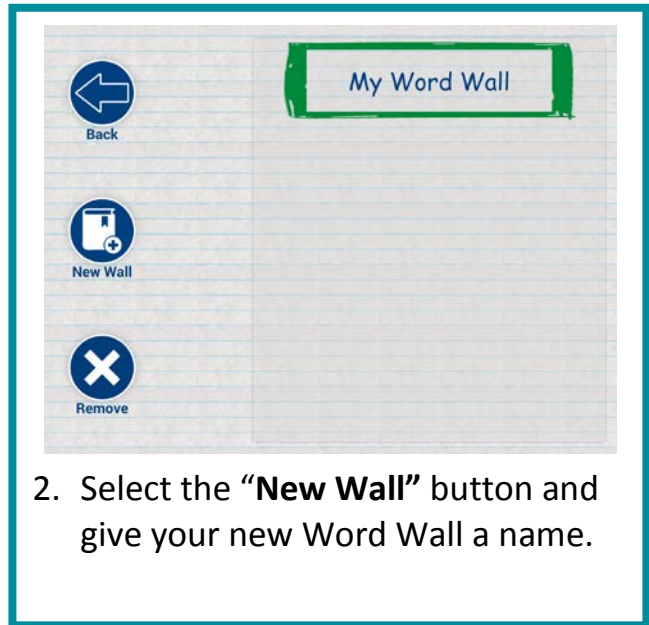 My Word Wall
Back
New Wall
Remove
2. Select the “New Wall” button and
give your new Word Wall a name.